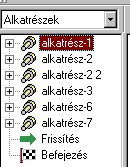 Alkatrészek
alkatrész-1
alkatrész-2
alkatrész-2 2
alkatrész-3
alkatrész-6
alkatrész-7
Frissítés
Befejezés